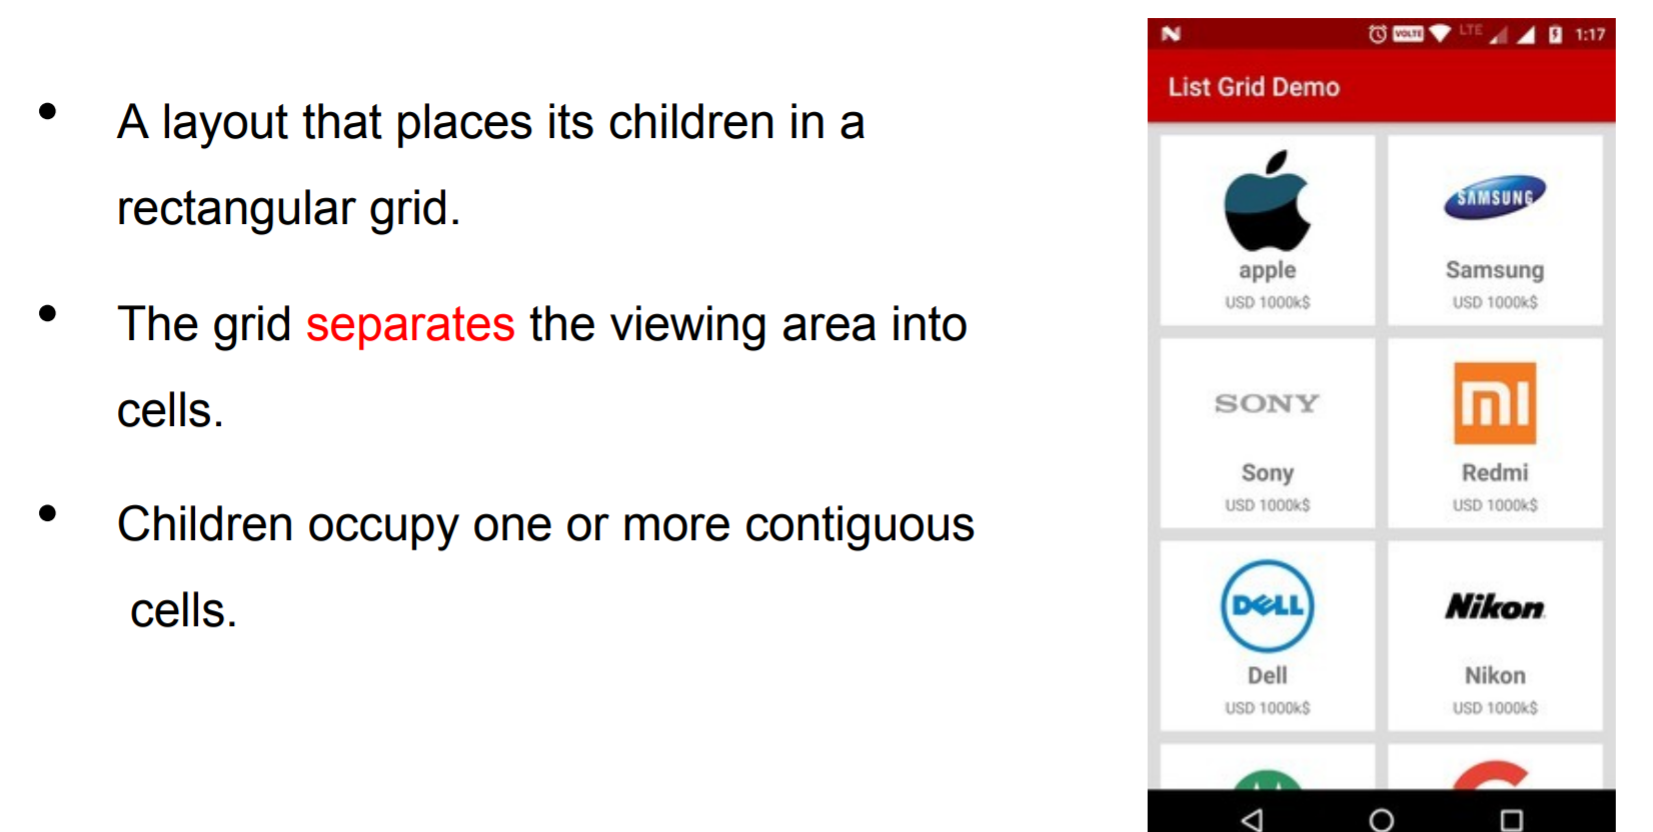 • A layout that places its children in a
rectangular grid.
• The grid separates the viewing area into
cells.
• Children occupy one or more contiguous
cells.
VOLTE LTE 1:17
List Grid Demo
SAMSUNG
apple Samsung
USD 1000k$ USD 1000k$
SONY mi
Sony Redmi
USD 1000k$ USD 1000k$
DELL Nikon
Dell Nikon
USD 1000k$ USD 1000k$